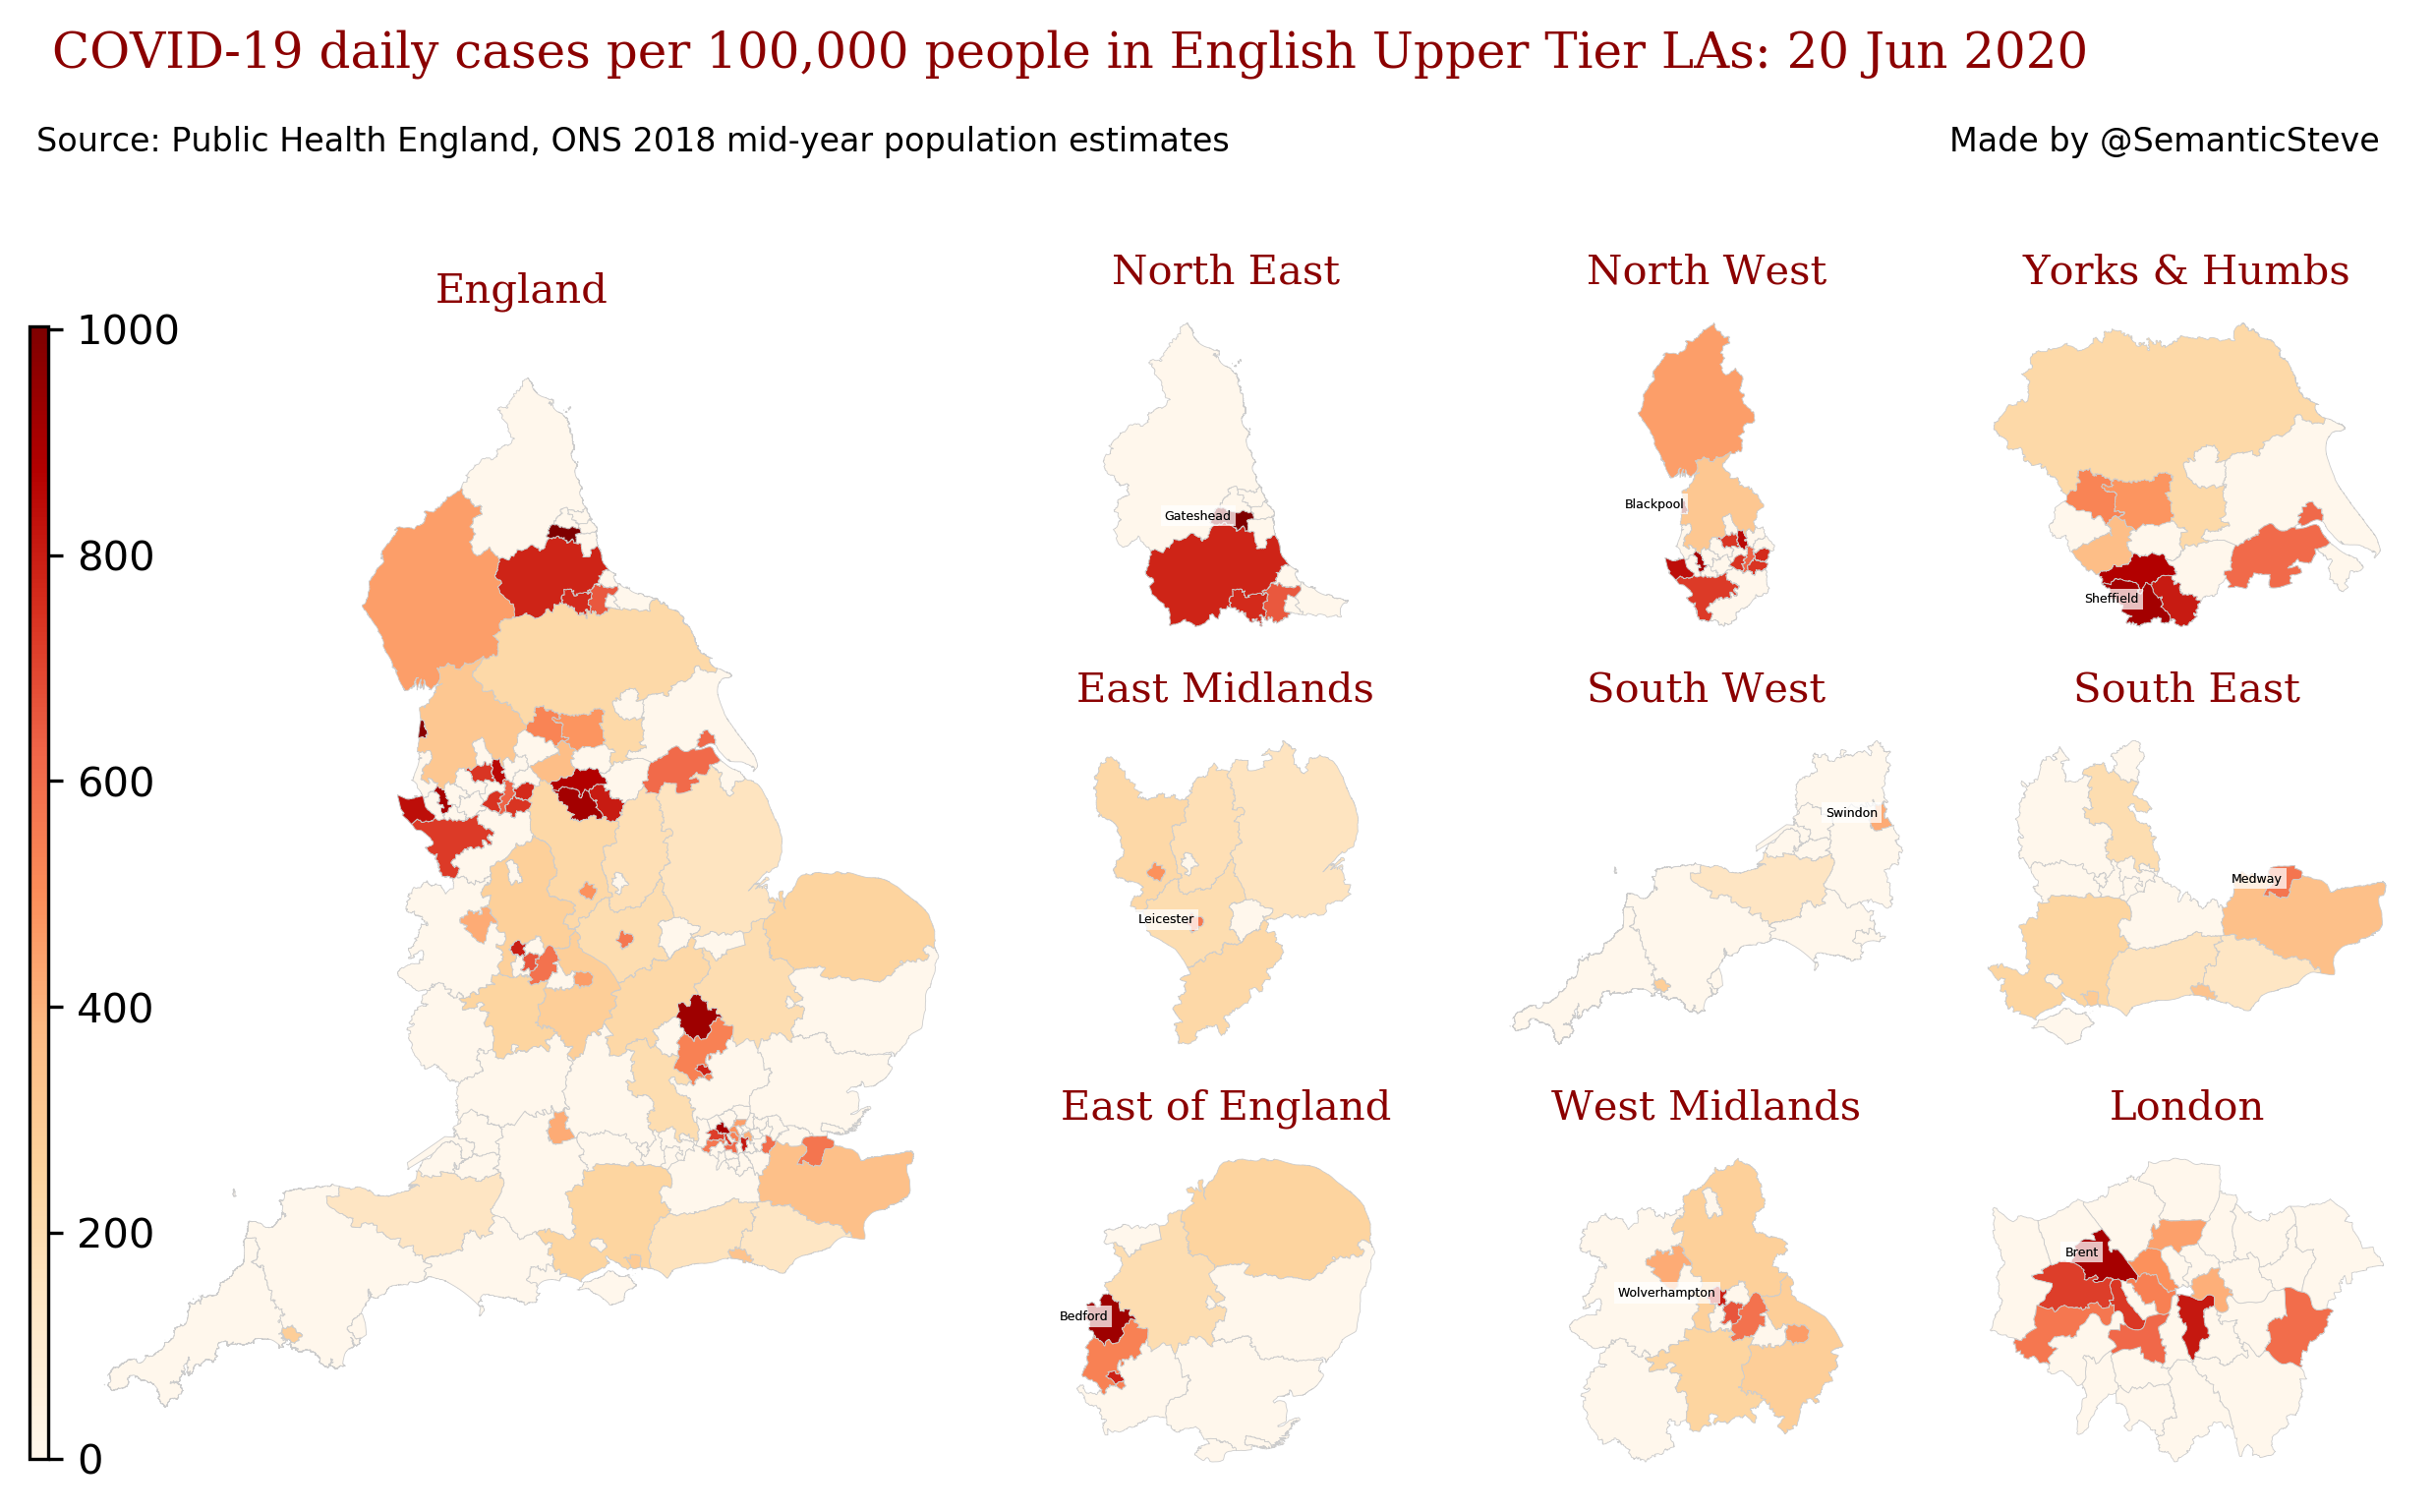 COVID-19 daily cases per 100,000 people in English Upper Tier LAs: 20 Jun 2020
Source: Public Health England, ONS 2018 mid-year population estimates
Made by @SemanticSteve
England
1000
800
600
400
200
0
North East
Gateshead
North West
Blackpool
Yorks & Humbs
Sheffield
East Midlands
Leicester
South West
Swindon
South East
Medway
East of England
Bedford
West Midlands
Wolverhampton
London
Brent